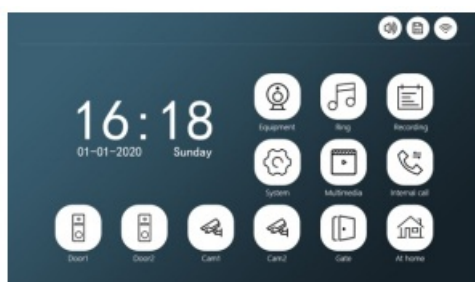 16:18
01-01-2020 Sunday
Equipment Ring Recording
System Multimedia Internal call
Door1 Door2 Cam1 Cam2 Gate At home